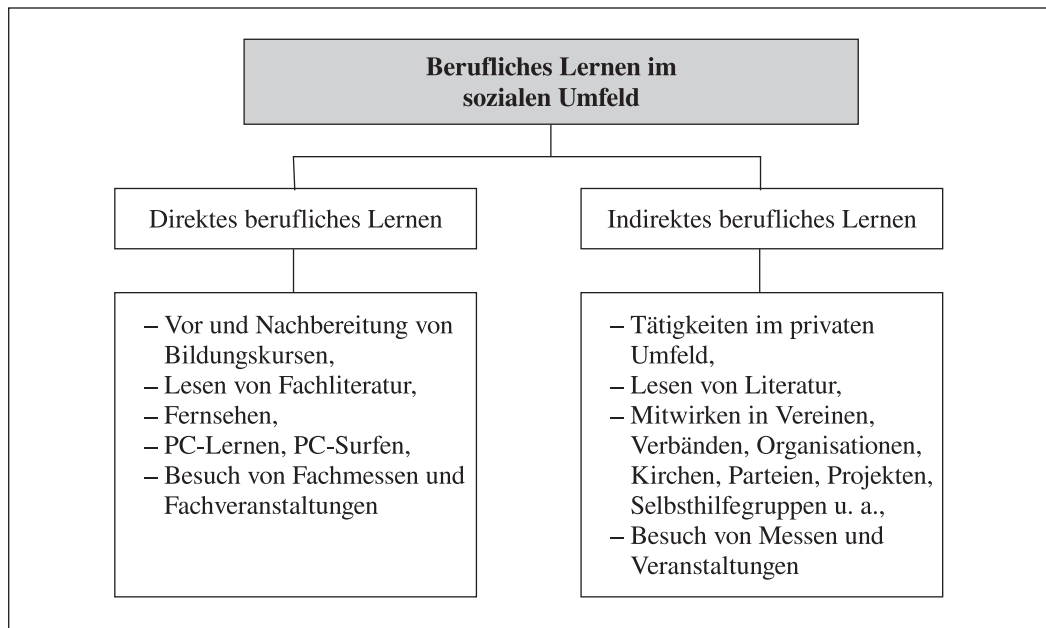 Berufliches Lernen im
sozialen Umfeld
Direktes berufliches Lernen
Indirektes berufliches Lernen
– Vor und Nachbereitung von
Bildungskursen,
– Lesen von Fachliteratur,
– Fernsehen,
– PC-Lernen, PC-Surfen,
– Besuch von Fachmessen und
Fachveranstaltungen
– Tätigkeiten im privaten
Umfeld,
– Lesen von Literatur,
– Mitwirken in Vereinen,
Verbänden, Organisationen,
Kirchen, Parteien, Projekten,
Selbsthilfegruppen u. a.,
– Besuch von Messen und
Veranstaltungen